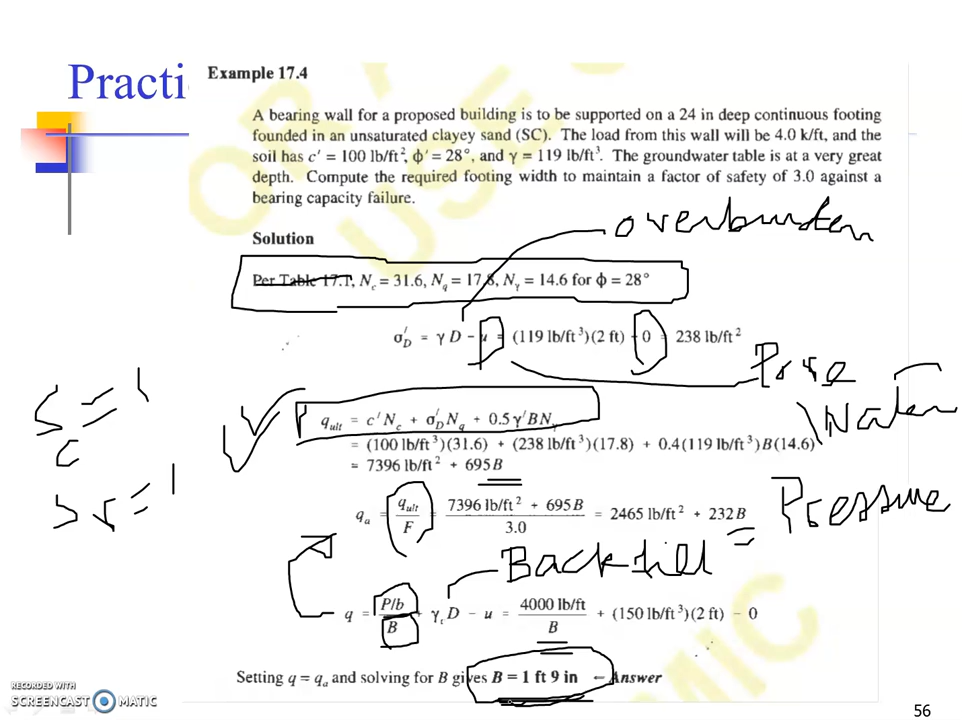 Practi
Example 17.4
A bearing wall for a proposed building is to be supported on a 24 in deep continuous footing
founded in an unsaturated clayey sand (SC). The load from this wall will be 4.0 k/ft, and the
soil has c′ = 100 lb/ft², ϕ′ = 28°, and γ = 119 lb/ft³. The groundwater table is at a very great
depth. Compute the required footing width to maintain a factor of safety of 3.0 against a
bearing capacity failure.
overburden
Solution
Per Table 17.1, N_c = 31.6, N_q = 17.8, N_γ = 14.6 for ϕ = 28°
σ′_D = γ D − u = (119 lb/ft³)(2 ft) − 0 = 238 lb/ft²
Pore
Water
Pressure
S_c = 1
S_γ = 1
q_ult = c′N_c + σ′_D N_q + 0.5γ′BN_γ
= (100 lb/ft³)(31.6) + (238 lb/ft³)(17.8) + 0.4(119 lb/ft³)B(14.6)
= 7396 lb/ft² + 695B
q_a = q_ult / F = 7396 lb/ft² + 695B / 3.0 = 2465 lb/ft² + 232B
= Backfill
q = P/b / B + γ_c D − u = 4000 lb/ft / B + (150 lb/ft³)(2 ft) − 0
Setting q = q_a and solving for B gives B = 1 ft 9 in ←Answer
RECORDED WITH
SCREENCAST MATIC
56